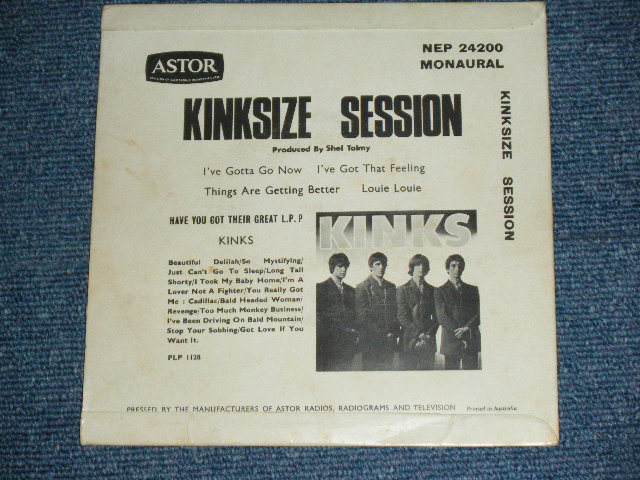 ASTOR
NEP 24200
MONAURAL
KINKSIZE SESSION
Produced By Shel Talmy
I've Gotta Go Now I've Got That Feeling
Things Are Getting Better Louie Louie
KINKSIZE SESSION
HAVE YOU GOT THEIR GREAT L.P. P
KINKS
Beautiful Delilah/So Mystifying/
Just Can't Go To Sleep/Long Tall
Shorty/I Took My Baby Home/I'm A
Lover Not A Fighter/You Really Got
Me : Cadillac/Bald Headed Woman/
Revenge/Too Much Monkey Business/
I've Been Driving On Bald Mountain/
Stop Your Sobbing/Got Love If You
Want It.
PLP 1128
KINKS
PRESSED BY THE MANUFACTURERS OF ASTOR RADIOS, RADIOGRAMS AND TELEVISION
Printed in Australia